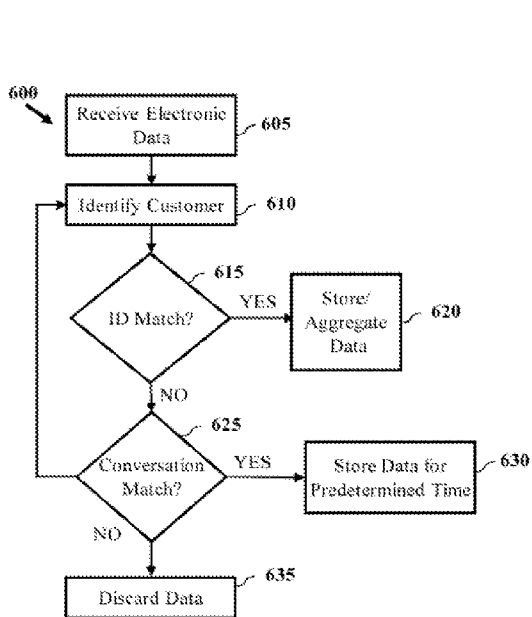 600
Receive Electronic
Data
605
Identify Customer
610
615
ID Match?
YES
Store/
Aggregate
Data
620
NO
625
Conversation
Match?
YES
Store Data for
Predetermined Time
630
NO
635
Discard Data